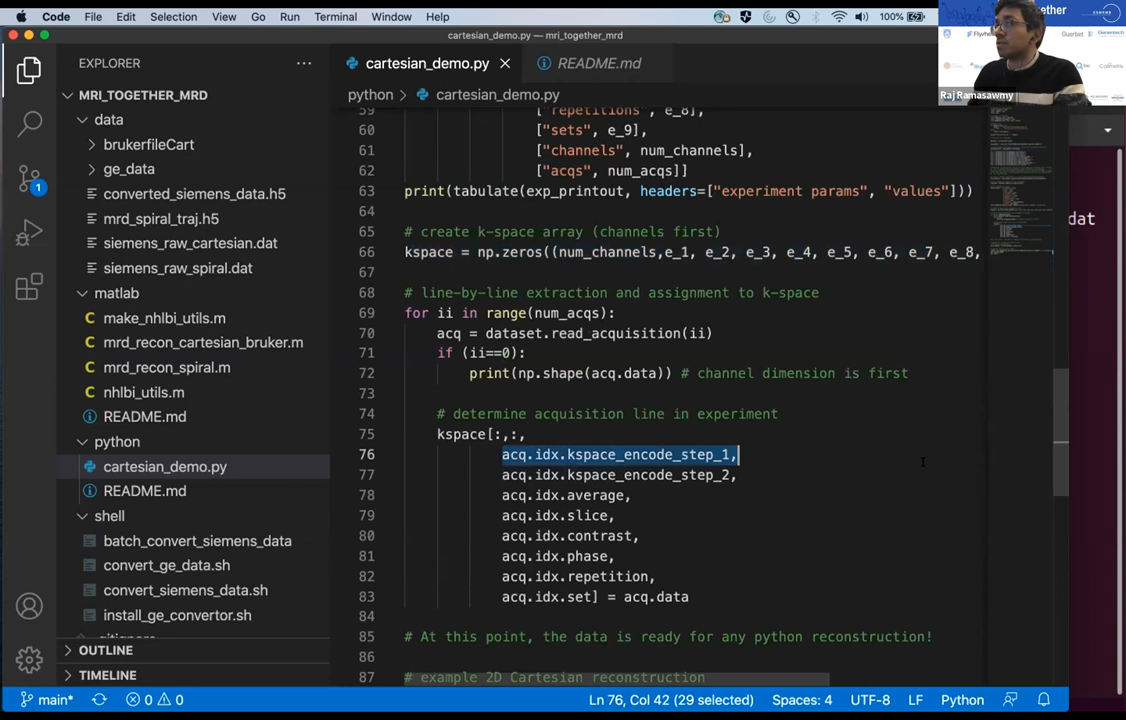 Code File Edit Selection View Go Run Terminal Window Help 100%
cartesian_demo.py — mri_together_mrd
EXPLORER
cartesian_demo.py
README.md
python > cartesian_demo.py
MRI_TOGETHER_MRD
data
brukerfileCart
ge_data
converted_siemens_data.h5
mrd_spiral_traj.h5
siemens_raw_cartesian.dat
siemens_raw_spiral.dat
matlab
make_nhlbi_utils.m
mrd_recon_cartesian_bruker.m
mrd_recon_spiral.m
nhlbi_utils.m
README.md
python
cartesian_demo.py
README.md
shell
batch_convert_siemens_data
convert_ge_data.sh
convert_siemens_data.sh
install_ge_convertor.sh
.gitignore
OUTLINE
TIMELINE
1
59 ["repetitions", e_8],
60 ["sets", e_9],
61 ["channels", num_channels],
62 ["acqs", num_acqs]]
63 print(tabulate(exp_printout, headers=["experiment params", "values"]))
64
65 # create k-space array (channels first)
66 kspace = np.zeros((num_channels,e_1, e_2, e_3, e_4, e_5, e_6, e_7, e_8,
67
68 # line-by-line extraction and assignment to k-space
69 for ii in range(num_acqs):
70 acq = dataset.read_acquisition(ii)
71 if (ii==0):
72 print(np.shape(acq.data)) # channel dimension is first
73
74 # determine acquisition line in experiment
75 kspace[:,:,
76 acq.idx.kspace_encode_step_1,
77 acq.idx.kspace_encode_step_2,
78 acq.idx.average,
79 acq.idx.slice,
80 acq.idx.contrast,
81 acq.idx.phase,
82 acq.idx.repetition,
83 acq.idx.set] = acq.data
84
85 # At this point, the data is ready for any python reconstruction!
86
87 # example 2D Cartesian reconstruction
dat
ether
Guerbet
Raj Ramasawmy
main* 0 0 Ln 76, Col 42 (29 selected) Spaces: 4 UTF-8 LF Python